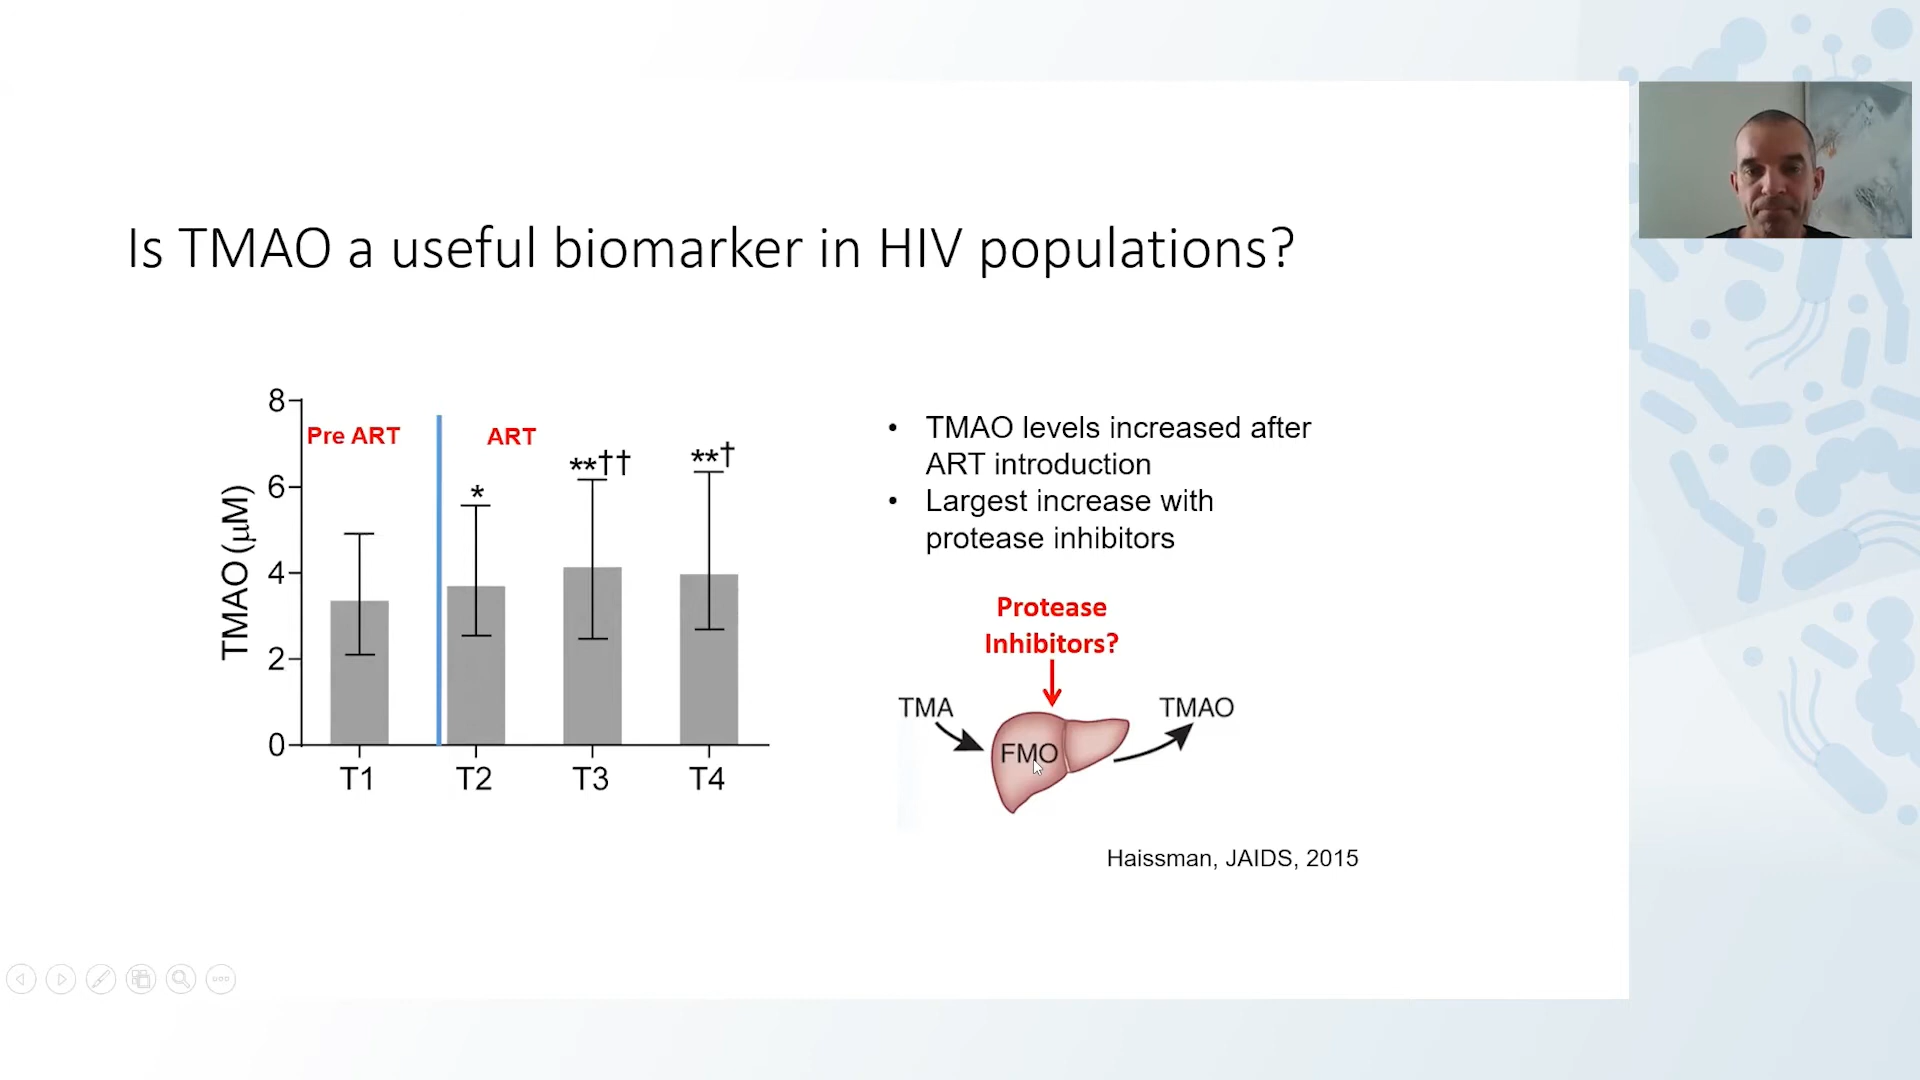 Is TMAO a useful biomarker in HIV populations?
8
6
4
2
0
TMAO (μM)
Pre ART
ART
*
**††
**†
T1
T2
T3
T4
• TMAO levels increased after
ART introduction
• Largest increase with
protease inhibitors
Protease
Inhibitors?
TMA
FMO
TMAO
Haissman, JAIDS, 2015